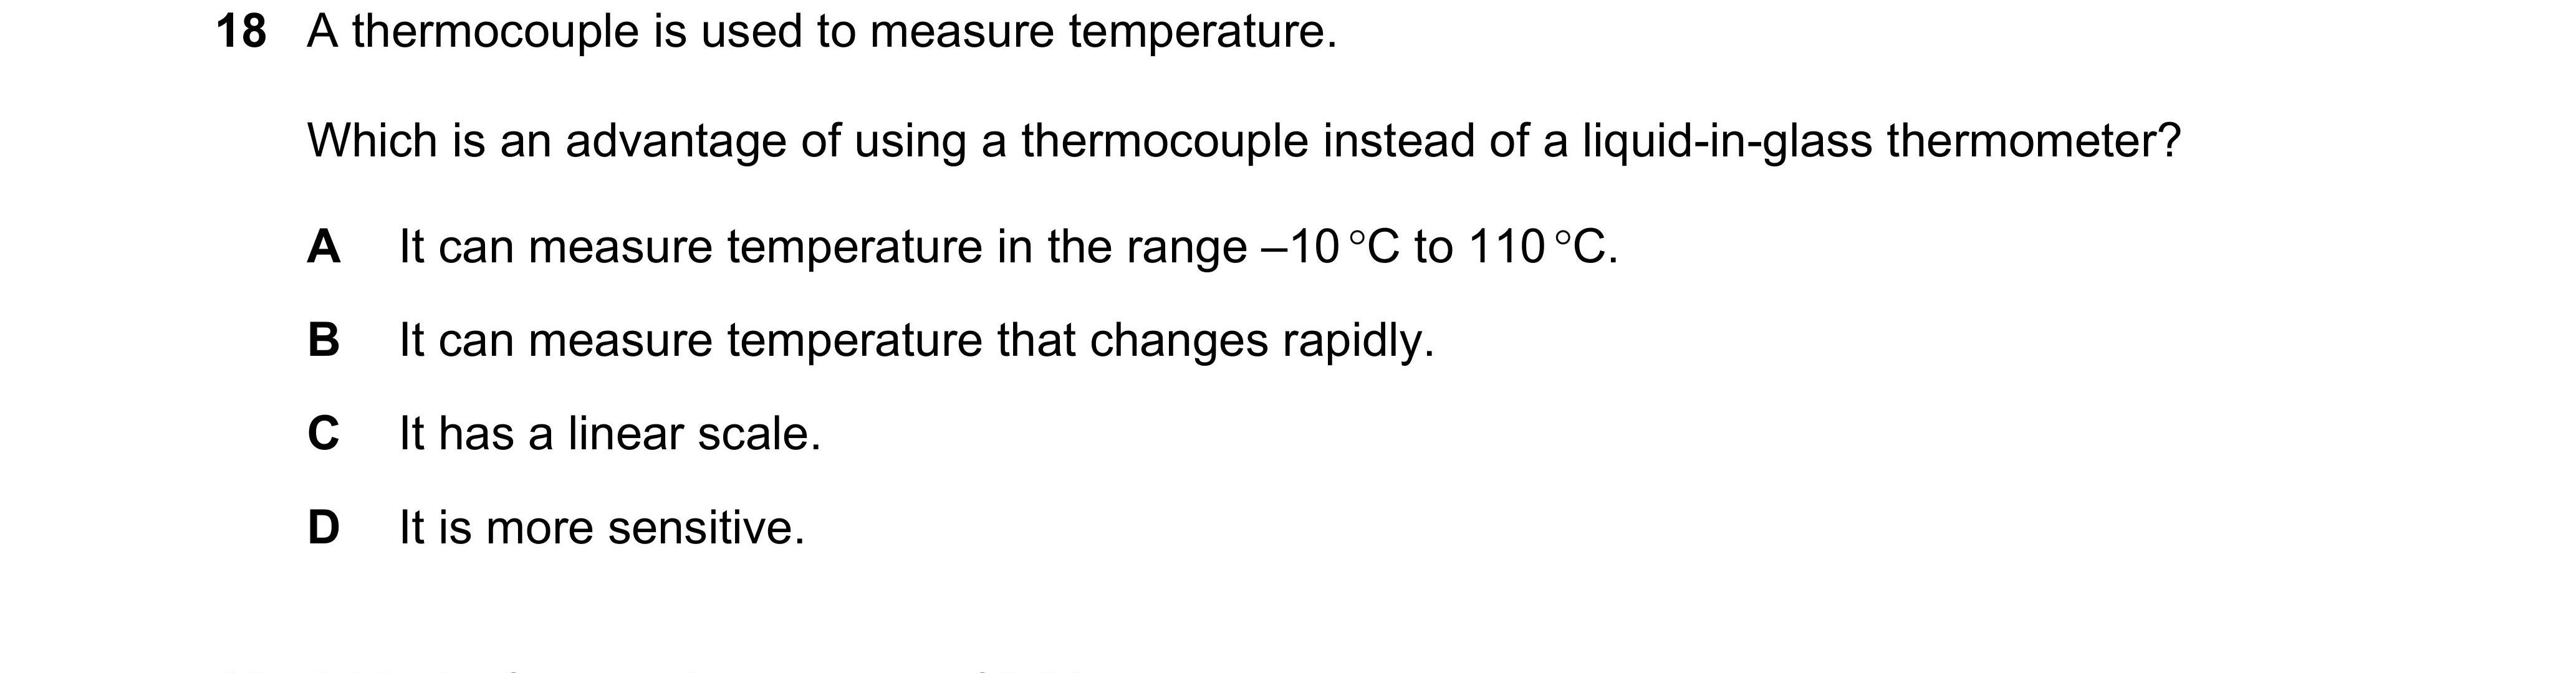 18 A thermocouple is used to measure temperature.
Which is an advantage of using a thermocouple instead of a liquid-in-glass thermometer?
A It can measure temperature in the range –10 °C to 110 °C.
B It can measure temperature that changes rapidly.
C It has a linear scale.
D It is more sensitive.